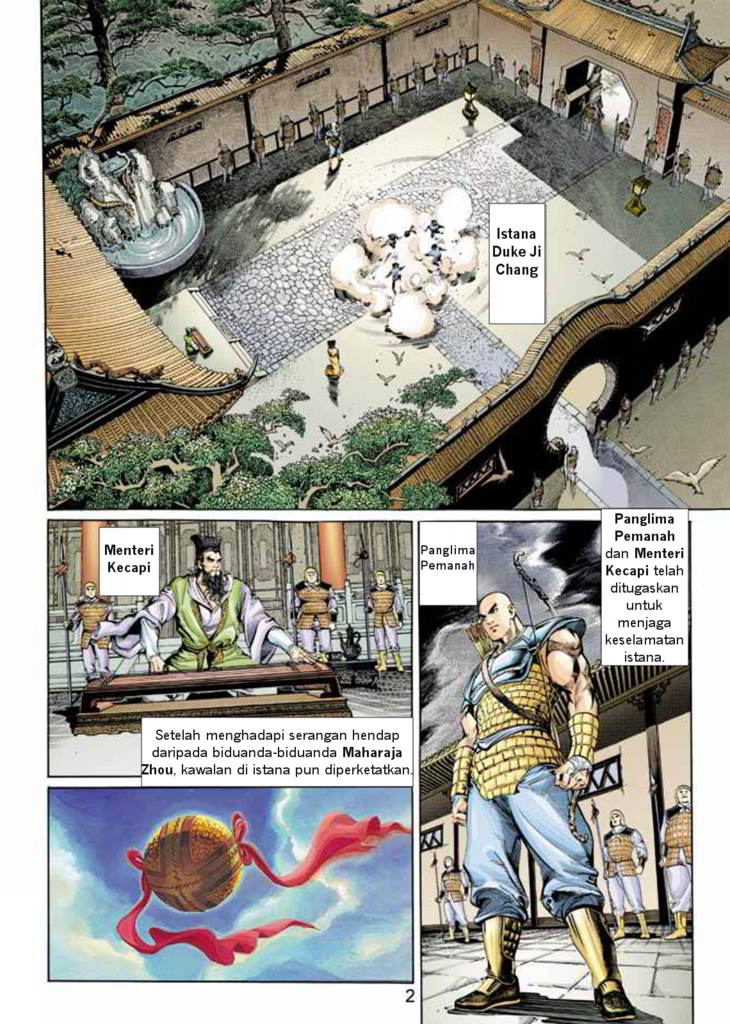 Istana
Duke Ji
Chang
Menteri
Kecapi
Setelah menghadapi serangan hendap
daripada biduanda-biduanda Maharaja
Zhou, kawalan di istana pun diperketatkan.
Panglima
Pemanah
Panglima
Pemanah
dan Menteri
Kecapi telah
ditugaskan
untuk
menjaga
keselamatan
istana.
2